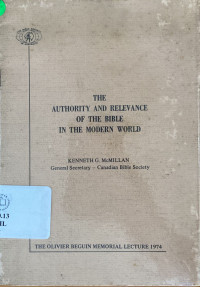 THE
AUTHORITY AND RELEVANCE
OF THE BIBLE
IN THE MODERN WORLD
KENNETH G. McMILLAN
General Secretary — Canadian Bible Society
THE OLIVIER BEGUIN MEMORIAL LECTURE 1974